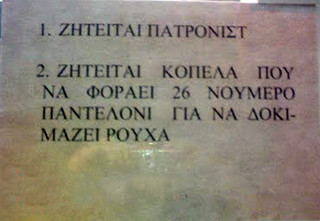 1. ΖΗΤΕΙΤΑΙ ΠΑΤΡΟΝΙΣΤ
2. ΖΗΤΕΙΤΑΙ ΚΟΠΕΛΑ ΠΟΥ
ΝΑ ΦΟΡΑΕΙ 26 ΝΟΥΜΕΡΟ
ΠΑΝΤΕΛΟΝΙ ΓΙΑ ΝΑ ΔΟΚΙ-
ΜΑΖΕΙ ΡΟΥΧΑ